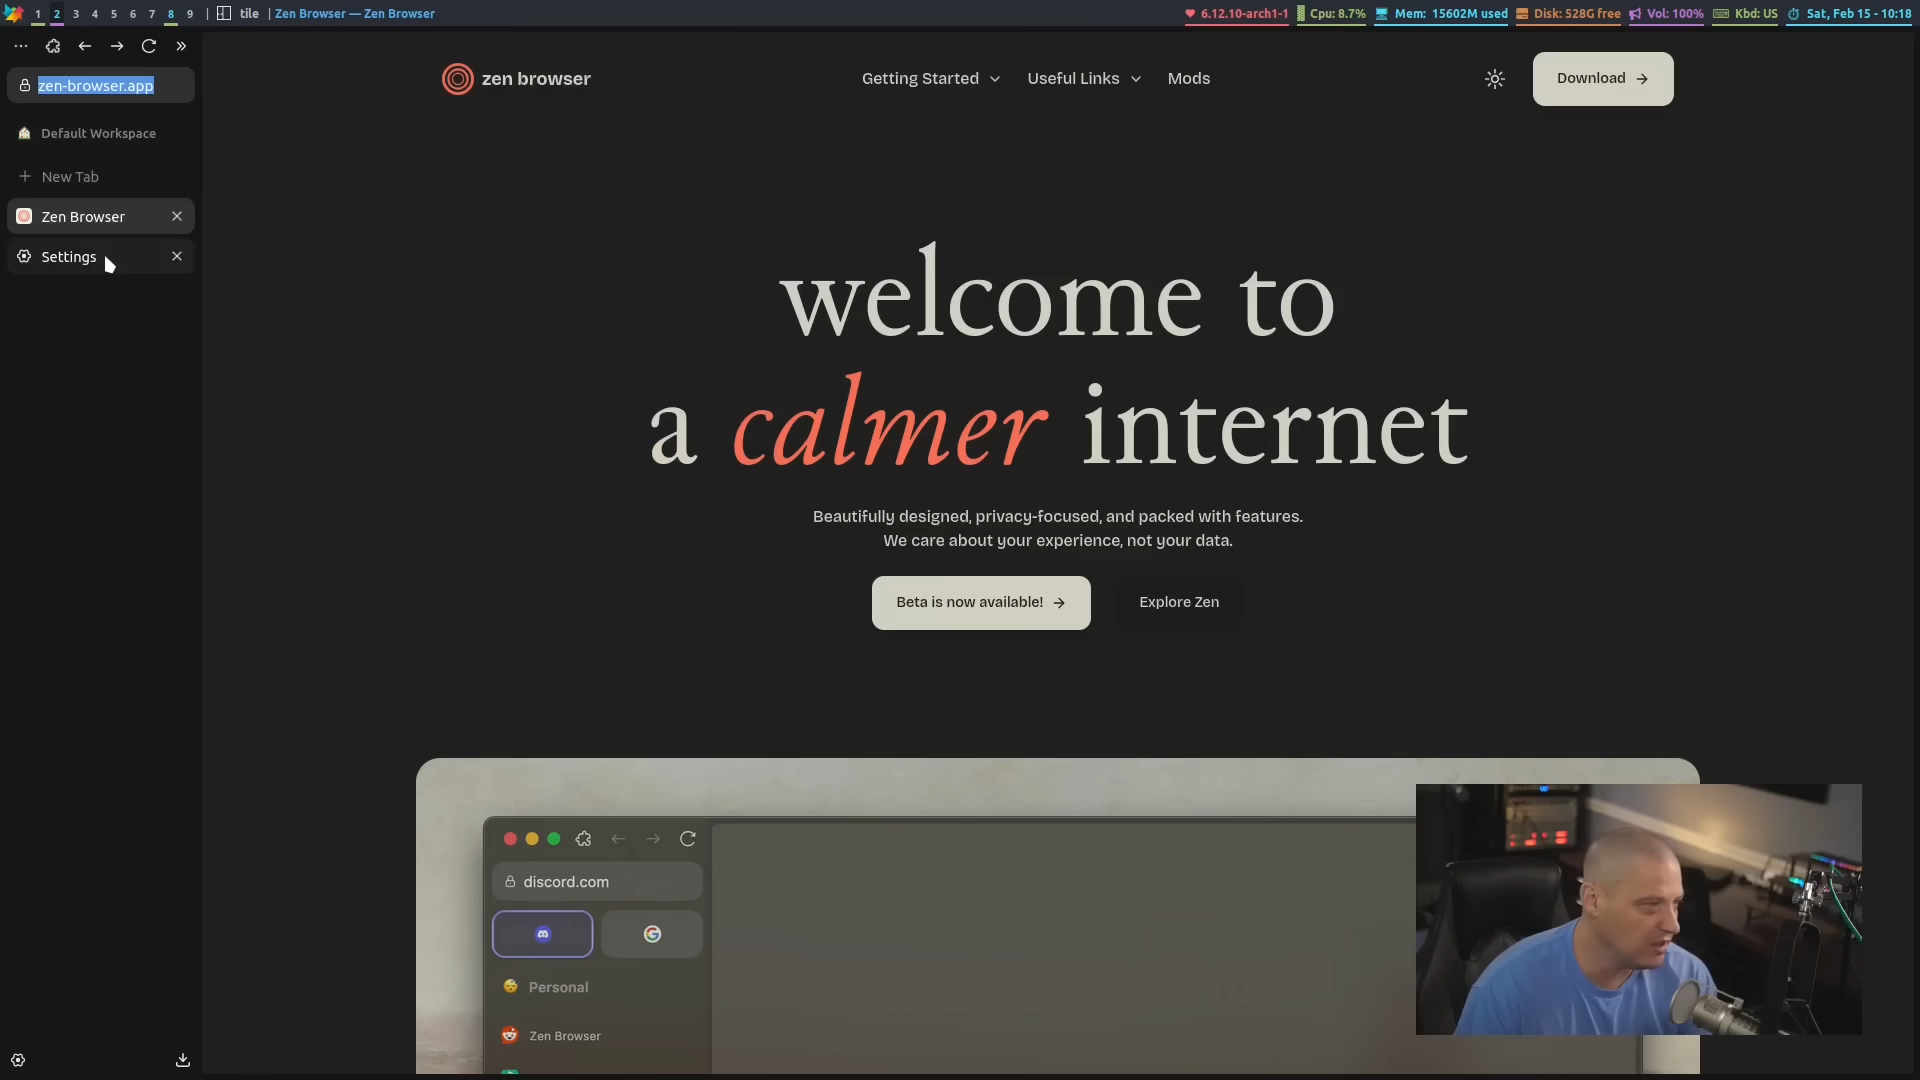 1 2 3 4 5 6 7 8 9 | tile | Zen Browser — Zen Browser
6.12.10-arch1-1 Cpu: 8.7% Mem: 15602M used Disk: 528G free Vol: 100% Kbd: US Sat, Feb 15 - 10:18
zen-browser.app
Default Workspace
New Tab
Zen Browser
Settings
zen browser
Getting Started Useful Links Mods
Download
welcome to
a calmer internet
Beautifully designed, privacy-focused, and packed with features.
We care about your experience, not your data.
Beta is now available! Explore Zen
discord.com
Personal
Zen Browser